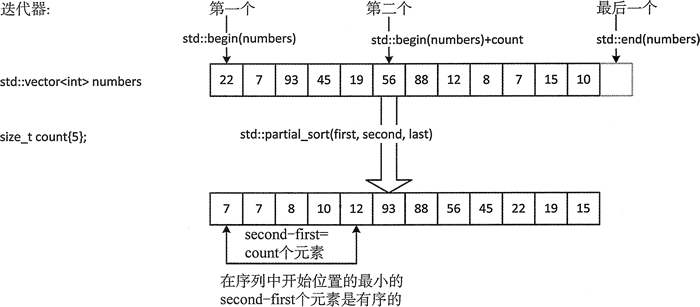 迭代器: 第一个 第二个 最后一个
std::begin(numbers) std::begin(numbers)+count std::end(numbers)
std::vector<int> numbers 22 7 93 45 19 56 88 12 8 7 15 10
size_t count{5}; std::partial_sort(first, second, last)
7 7 8 10 12 93 88 56 45 22 19 15
second-first=
count个元素
在序列中开始位置的最小的
second-first个元素是有序的